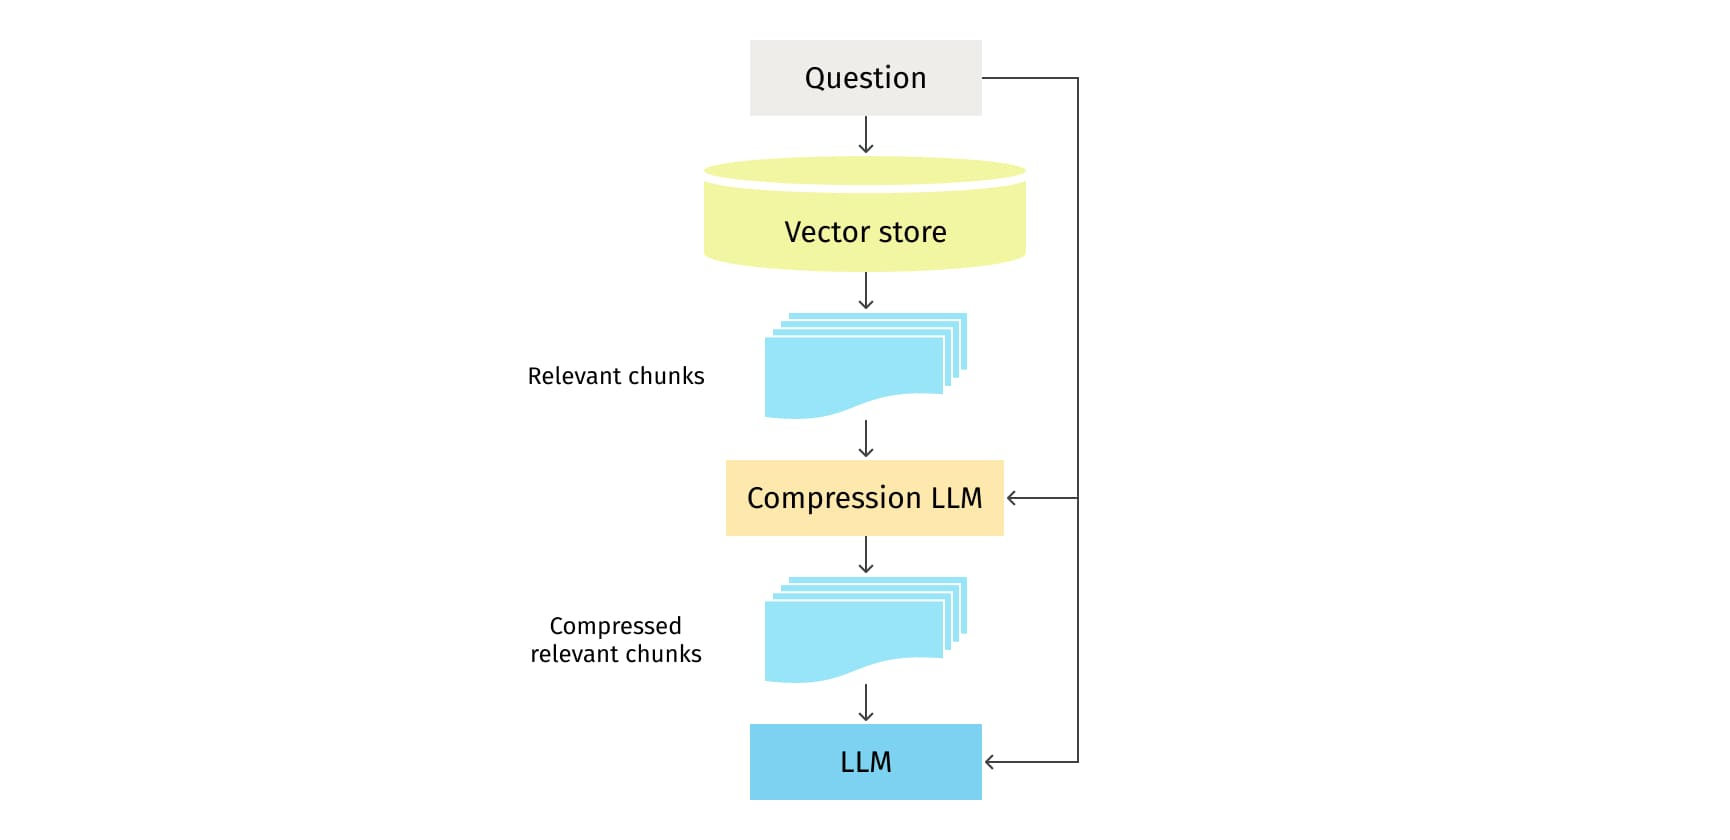 Question
Vector store
Relevant chunks
Compression LLM
Compressed
relevant chunks
LLM